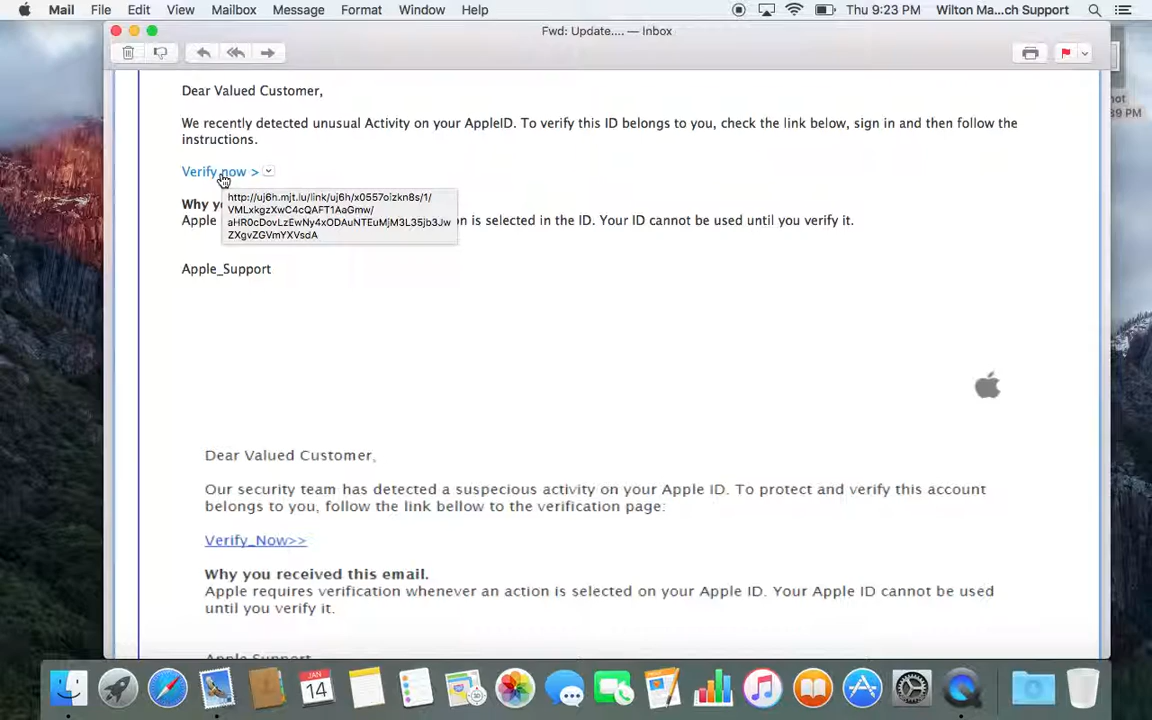 Mail File Edit View Mailbox Message Format Window Help Thu 9:23 PM Wilton Ma...ch Support
Fwd: Update.... — Inbox
Dear Valued Customer,
We recently detected unusual Activity on your AppleID. To verify this ID belongs to you, check the link below, sign in and then follow the
instructions.
Verify now >
http://uj6h.mjt.lu/link/uj6h/x0557oizkn8s/1/
VMLxkgzXwC4cQAFT1AaGmw/
aHR0cDovLzEwNy4xODAuNTEuMjM3L35jb3Jw
ZXgvZGVmYXVsdA
Why y
Apple n is selected in the ID. Your ID cannot be used until you verify it.
Apple_Support
Dear Valued Customer,
Our security team has detected a suspecious activity on your Apple ID. To protect and verify this account
belongs to you, follow the link bellow to the verification page:
Verify_Now>>
Why you received this email.
Apple requires verification whenever an action is selected on your Apple ID. Your Apple ID cannot be used
until you verify it.
Apple Support
JAN
14